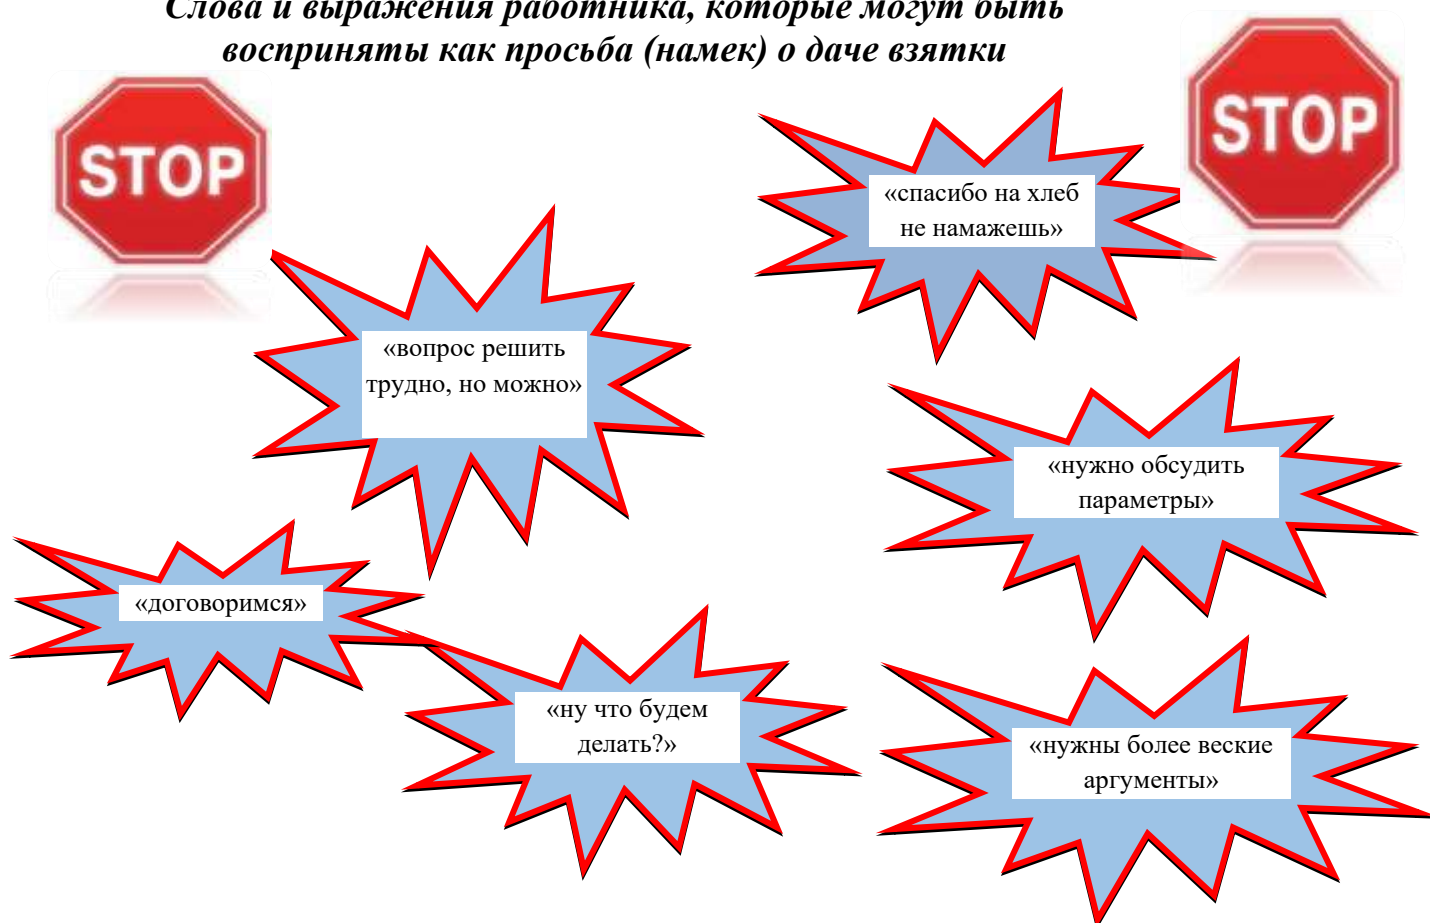 Слова и выражения работника, которые могут быть
восприняты как просьба (намек) о даче взятки
STOP
STOP
«спасибо на хлеб
не намажешь»
«вопрос решить
трудно, но можно»
«нужно обсудить
параметры»
«договоримся»
«ну что будем
делать?»
«нужны более веские
аргументы»